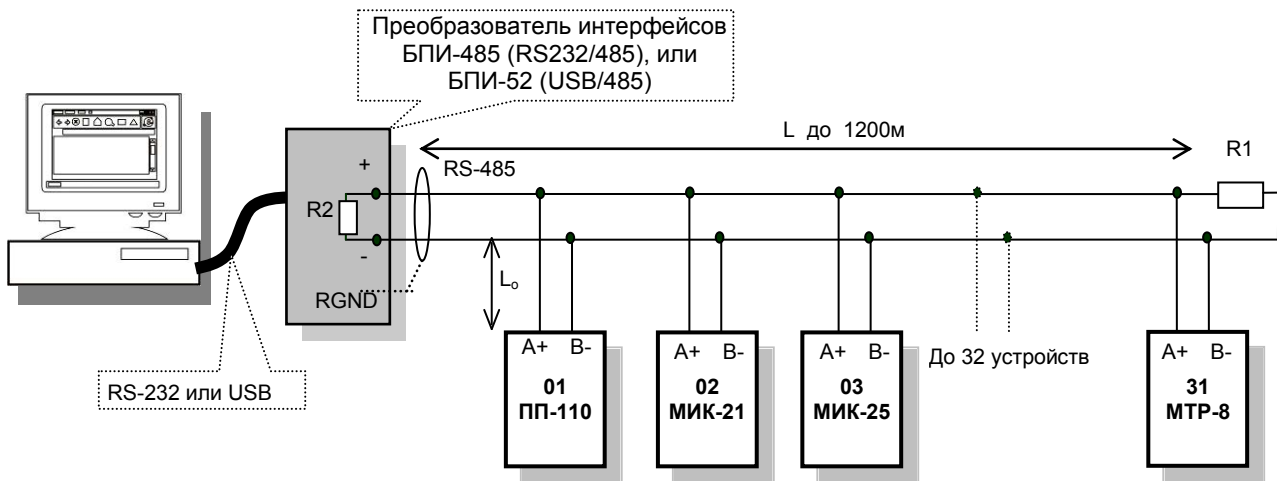 Преобразователь интерфейсов
БПИ-485 (RS232/485), или
БПИ-52 (USB/485)
L до 1200м
R1
+
RS-485
R2
-
RGND
Lo
RS-232 или USB
A+ B-
01
ПП-110
A+ B-
02
МИК-21
A+ B-
03
МИК-25
До 32 устройств
A+ B-
31
МТР-8